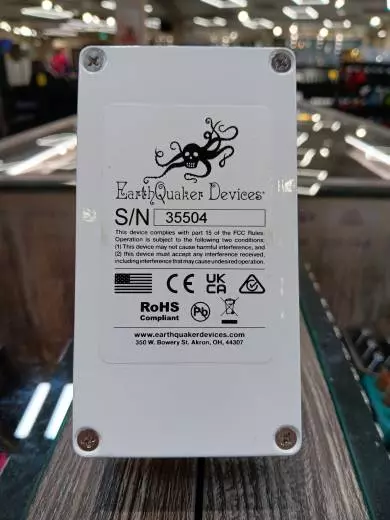 EarthQuaker Devices
S/N 35504
This device complies with part 15 of the FCC Rules.
Operation is subject to the following two conditions:
(1) This device may not cause harmful interference, and
(2) this device must accept any interference received,
including interference that may cause undesired operation.
CE UK
CA
RoHS
Compliant
Pb
www.earthquakerdevices.com
350 W. Bowery St. Akron, OH, 44307